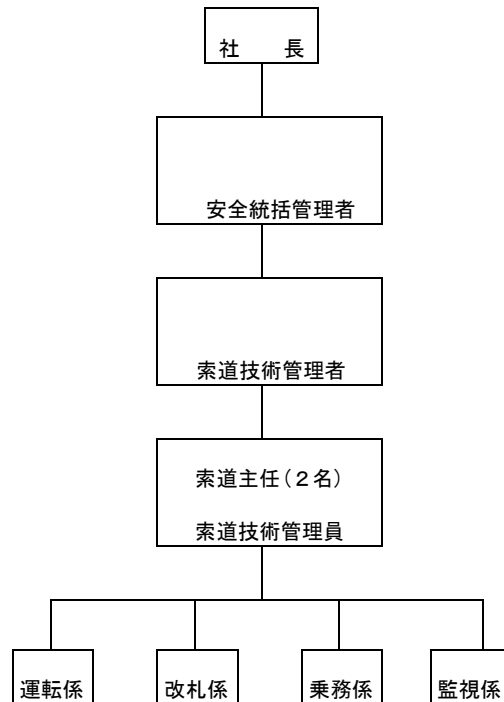 社　　長
安全統括管理者
索道技術管理者
索道主任（２名）
索道技術管理員
運転係　改札係　乗務係　監視係